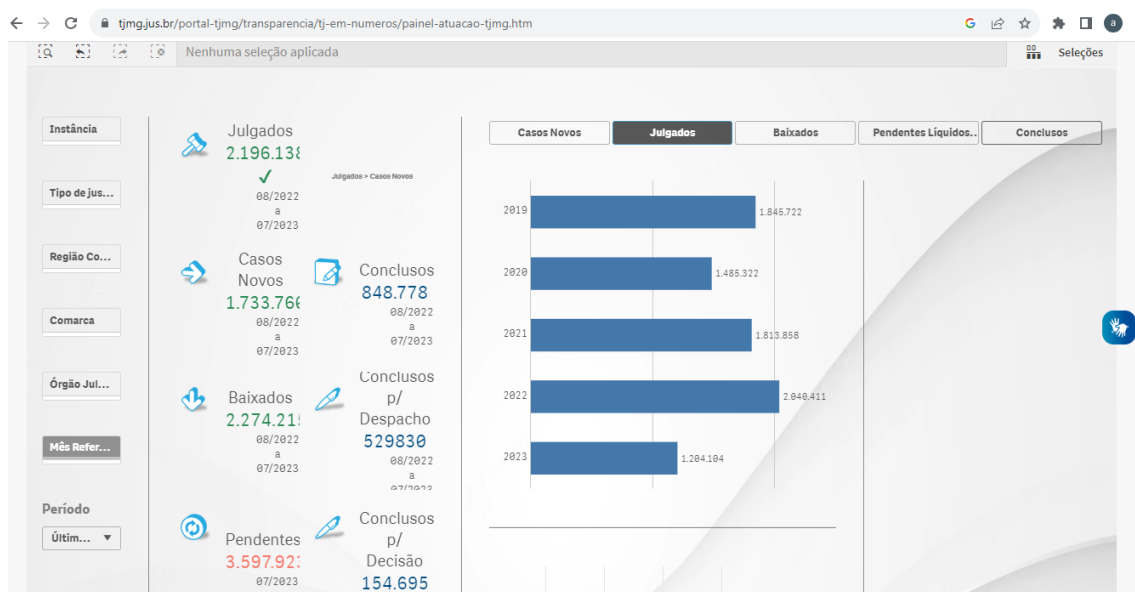 tjmg.jus.br/portal-tjmg/transparencia/tj-em-numeros/painel-atuacao-tjmg.htm
G
a
Nenhuma seleção aplicada
Seleções
Instância
Tipo de jus...
Região Co...
Comarca
Órgão Jul...
Mês Refer...
Período
Últim...
Julgados
2.196.138
08/2022
a
07/2023
Julgados > Casos Novos
Casos
Novos
1.733.766
08/2022
a
07/2023
Conclusos
848.778
08/2022
a
07/2023
Baixados
2.274.21
08/2022
a
07/2023
Conclusos
p/
Despacho
529830
08/2022
a
07/2023
Pendentes
3.597.92
07/2023
Conclusos
p/
Decisão
154.695
Casos Novos
Julgados
Baixados
Pendentes Líquidos..
Conclusos
2019
1.845.722
2020
1.485.322
2021
1.813.858
2022
2.040.411
2023
1.204.104